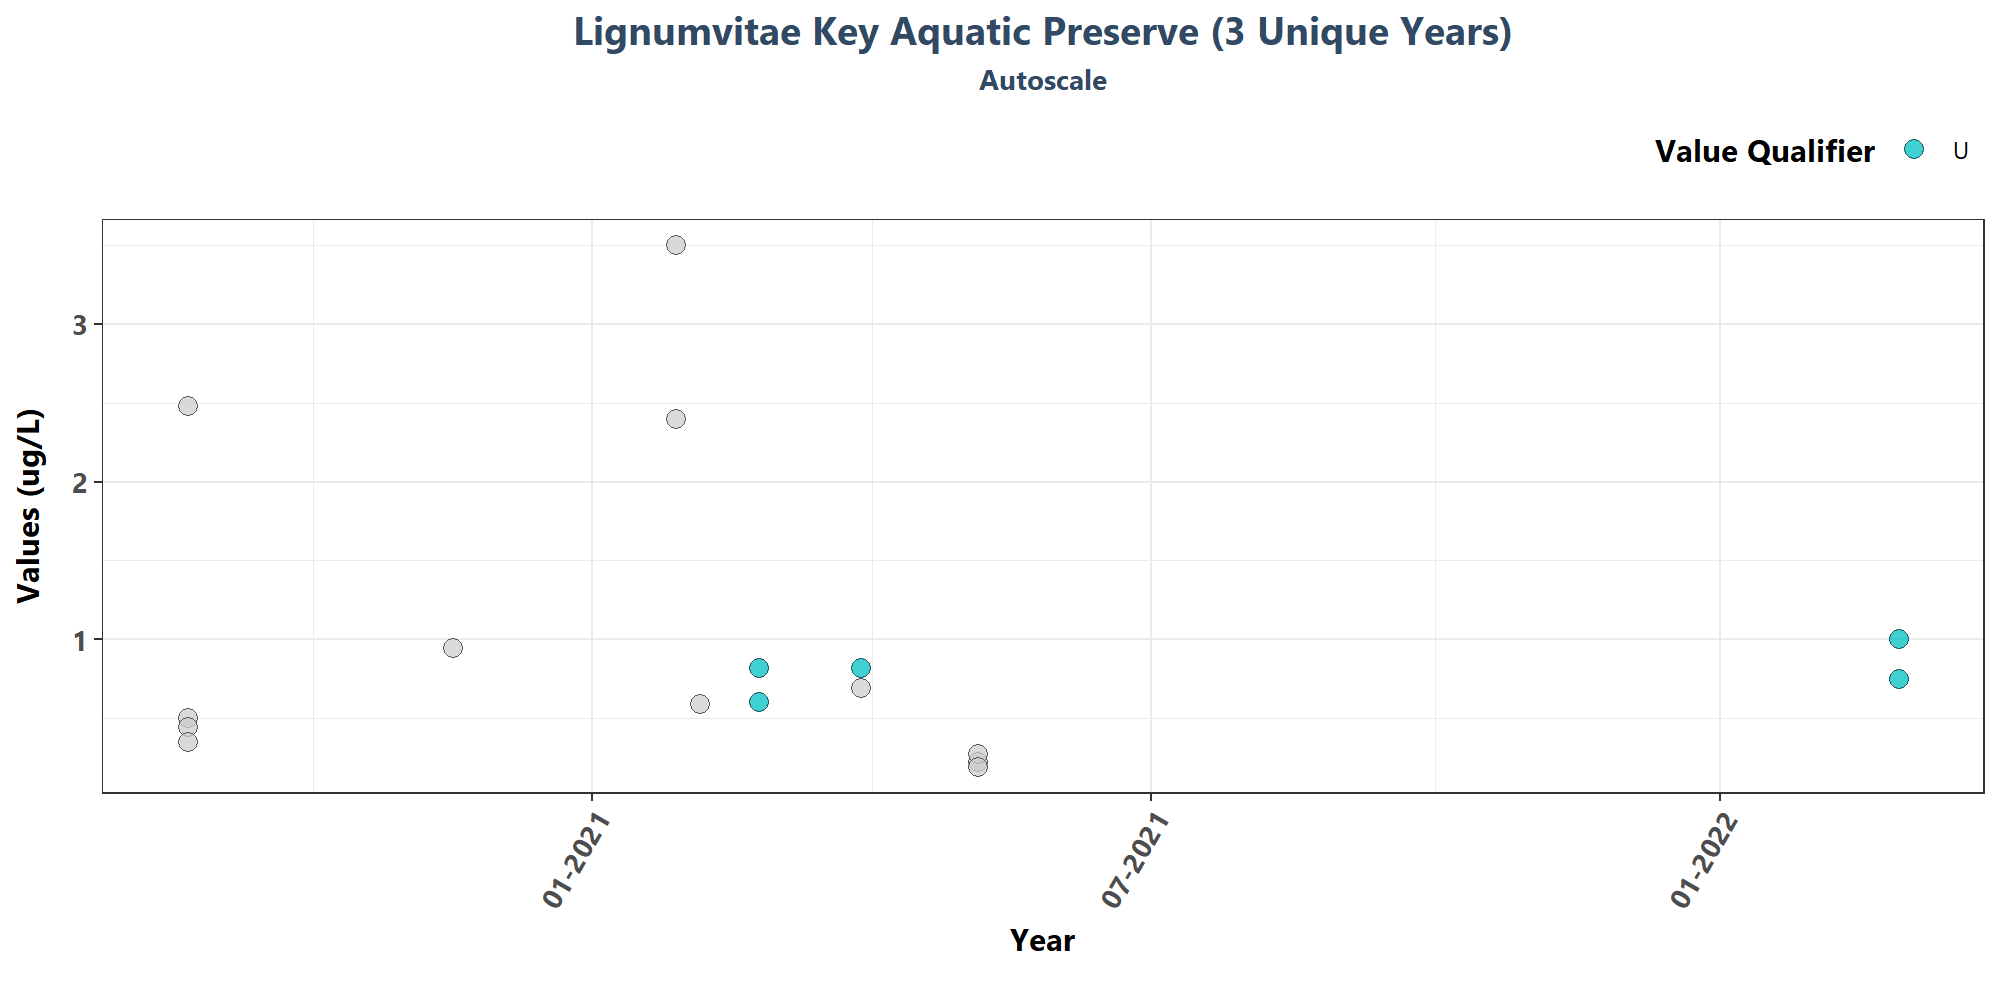 Lignumvitae Key Aquatic Preserve (3 Unique Years)
Autoscale
Value Qualifier U
Values (ug/L)
3
2
1
01-2021
07-2021
01-2022
Year